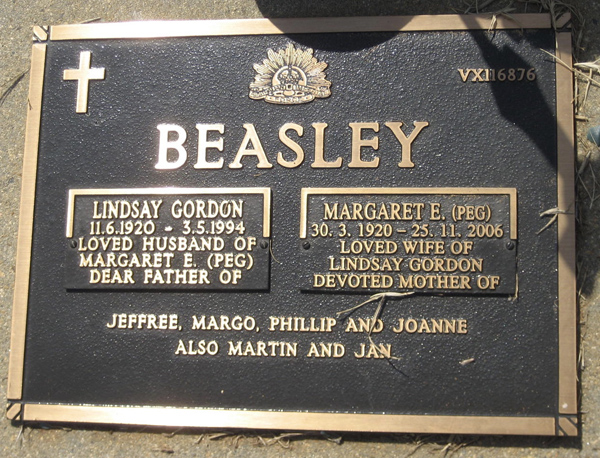 VX116876
BEASLEY
LINDSAY GORDON
11.6.1920 - 3.5.1994
LOVED HUSBAND OF
MARGARET E. (PEG)
DEAR FATHER OF
MARGARET E. (PEG)
30. 3. 1920 - 25. 11. 2006
LOVED WIFE OF
LINDSAY GORDON
DEVOTED MOTHER OF
JEFFREE, MARGO, PHILLIP AND JOANNE
ALSO MARTIN AND JAN